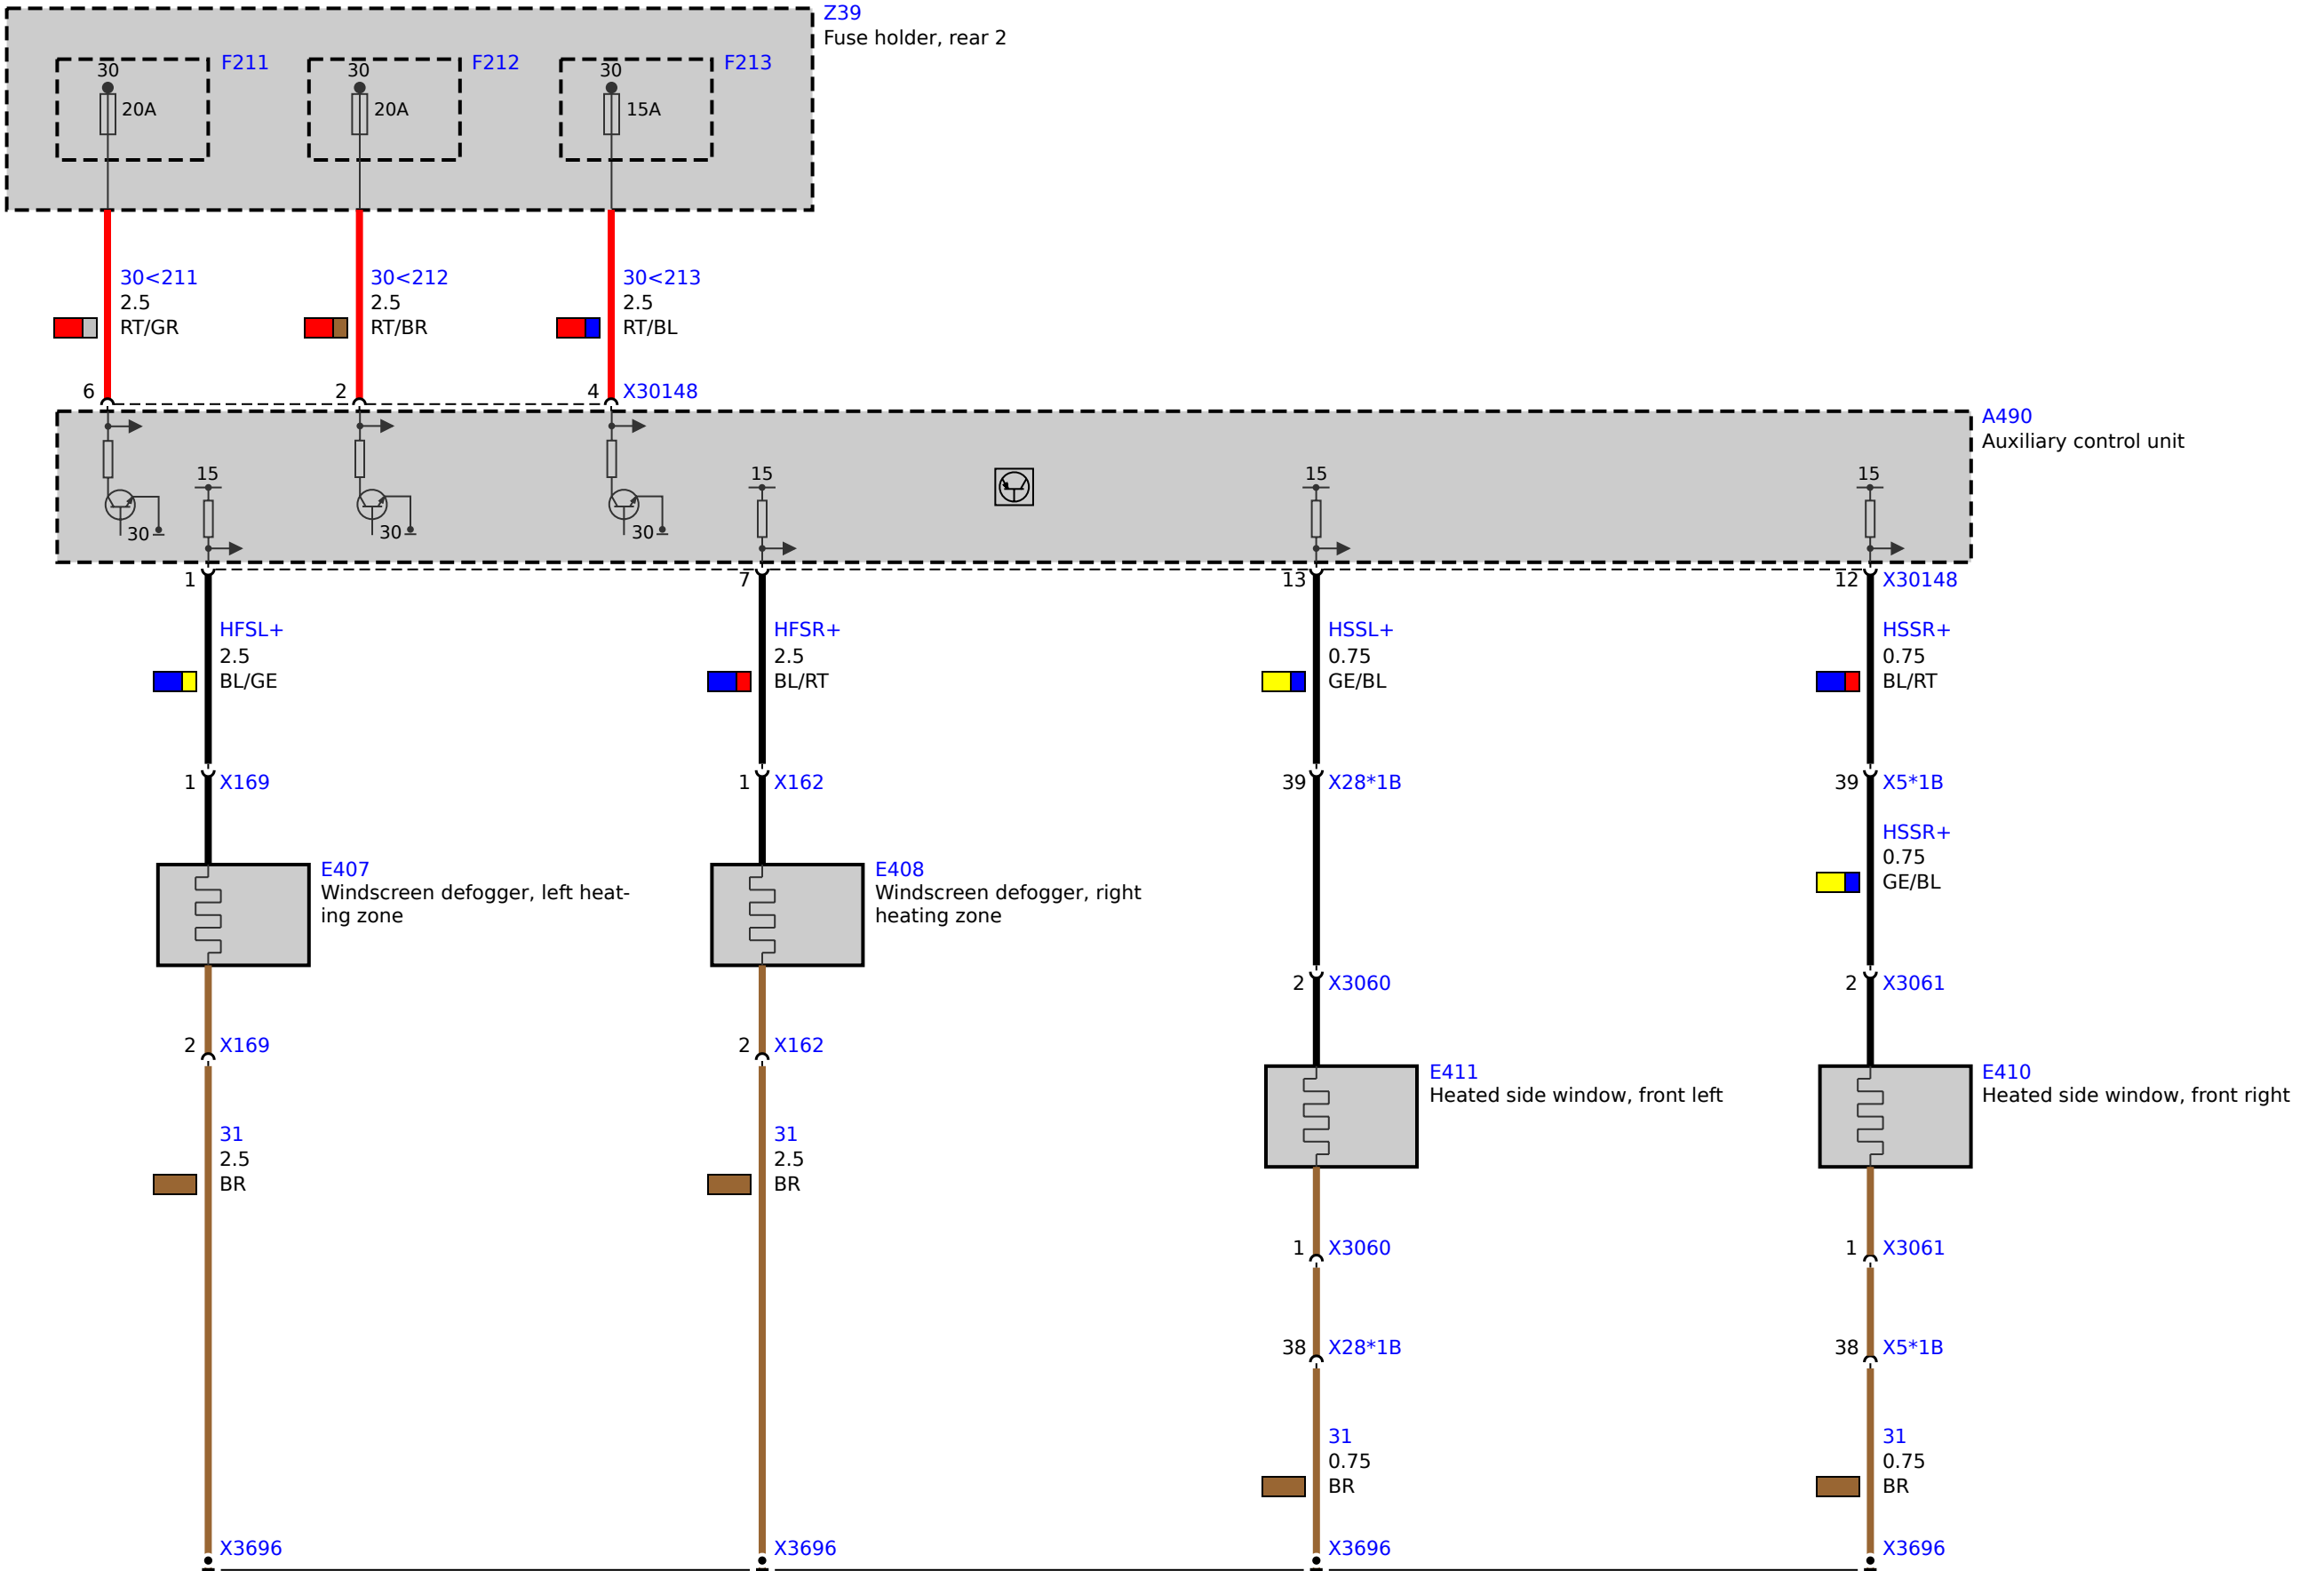 Z39
Fuse holder, rear 2
F211
F212
F213
30
30
30
20A
20A
15A
30<211
30<212
30<213
2.5
2.5
2.5
RT/GR
RT/BR
RT/BL
6
2
4
X30148
A490
Auxiliary control unit
15
15
15
15
30
30
30
1
7
13
12
X30148
HFSL+
HFSR+
HSSL+
HSSR+
2.5
2.5
0.75
0.75
BL/GE
BL/RT
GE/BL
BL/RT
1
X169
1
X162
39
X28*1B
39
X5*1B
HSSR+
0.75
GE/BL
E407
Windscreen defogger, left heat-
ing zone
E408
Windscreen defogger, right
heating zone
2
X3060
2
X3061
2
X169
2
X162
E411
Heated side window, front left
E410
Heated side window, front right
31
31
2.5
2.5
BR
BR
1
X3060
1
X3061
38
X28*1B
38
X5*1B
31
31
0.75
0.75
BR
BR
X3696
X3696
X3696
X3696